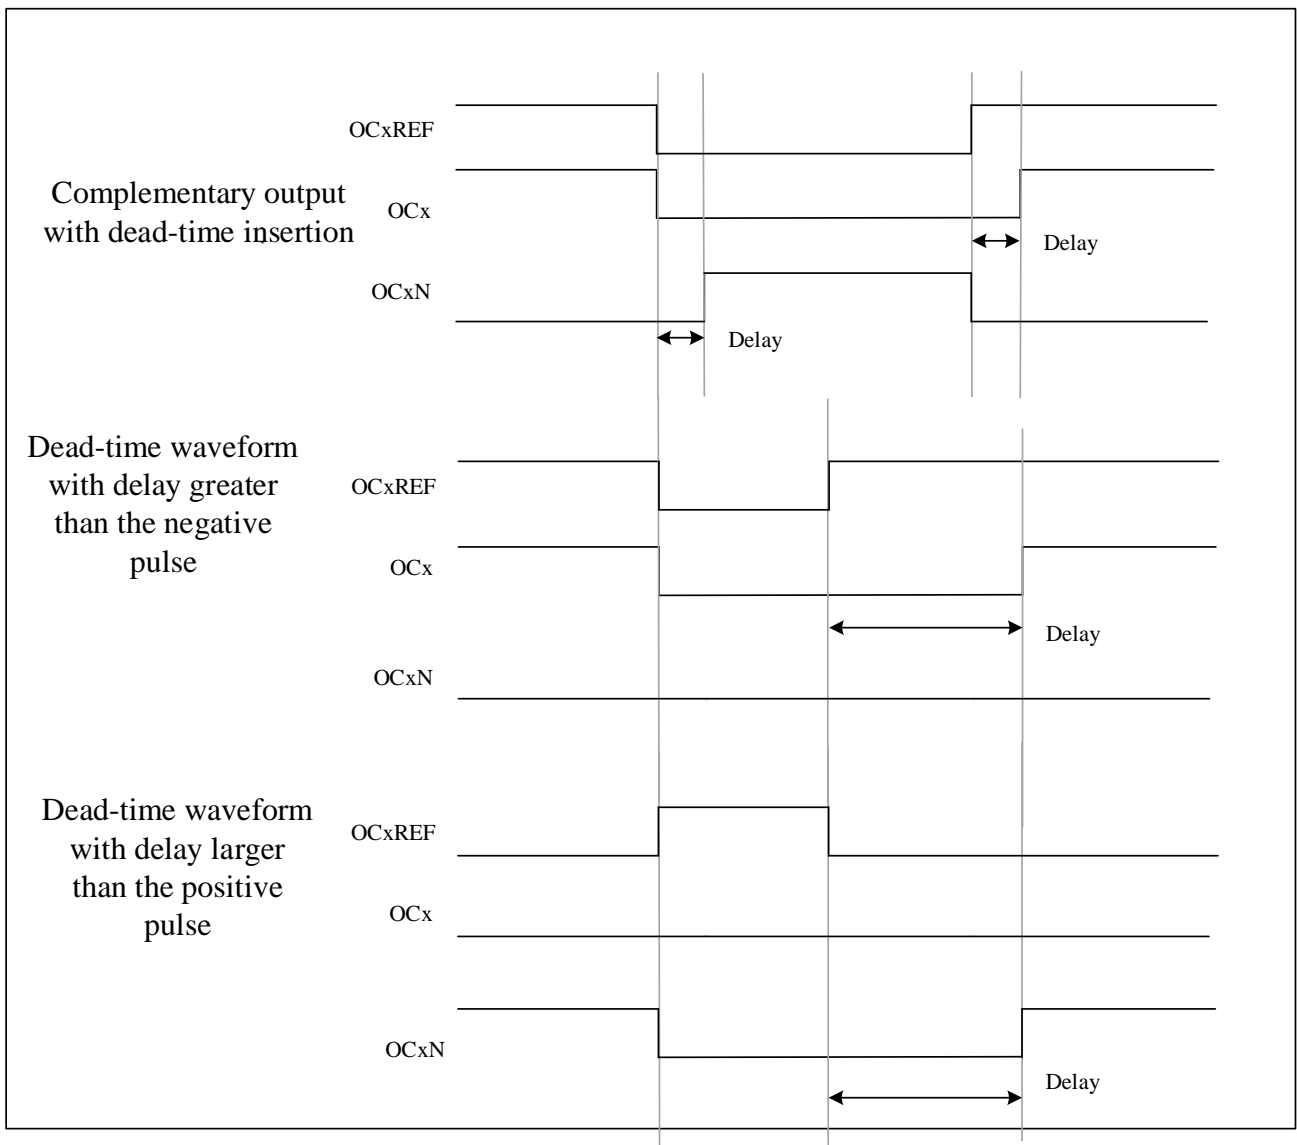 OCxREF
Complementary output
with dead-time insertion
OCx
Delay
OCxN
Delay
Dead-time waveform
with delay greater
than the negative
pulse
OCxREF
OCx
Delay
OCxN
Dead-time waveform
with delay larger
than the positive
pulse
OCxREF
OCx
OCxN
Delay